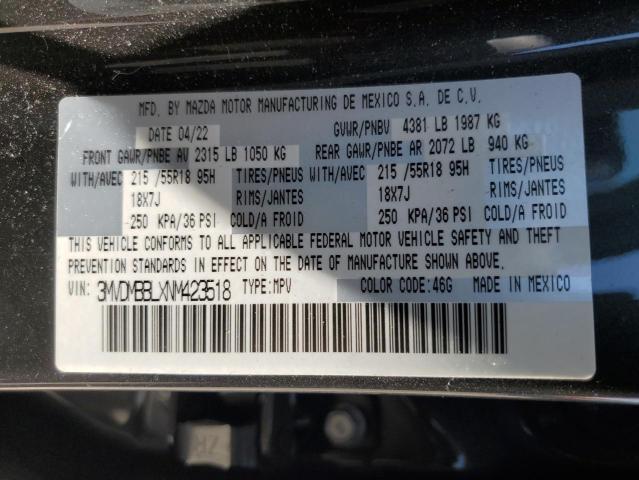 MFD. BY MAZDA MOTOR MANUFACTURING DE MEXICO S.A. DE C.V.
DATE 04/22 GVWR/PNBV 4381 LB 1987 KG
FRONT GAWR/PNBE AV 2315 LB 1050 KG REAR GAWR/PNBE AR 2072 LB 940 KG
WITH/AVEC 215 /55R18 95H TIRES/PNEUS WITH/AVEC 215 /55R18 95H TIRES/PNEUS
18X7J RIMS/JANTES 18X7J RIMS/JANTES
250 KPA/36 PSI COLD/A FROID 250 KPA/36 PSI COLD/A FROID
THIS VEHICLE CONFORMS TO ALL APPLICABLE FEDERAL MOTOR VEHICLE SAFETY AND THEFT
PREVENTION STANDARDS IN EFFECT ON THE DATE OF MANUFACTURE SHOWN ABOVE.
VIN: 3MVDMBBLXNM423518 TYPE:MPV COLOR CODE:46G MADE IN MEXICO